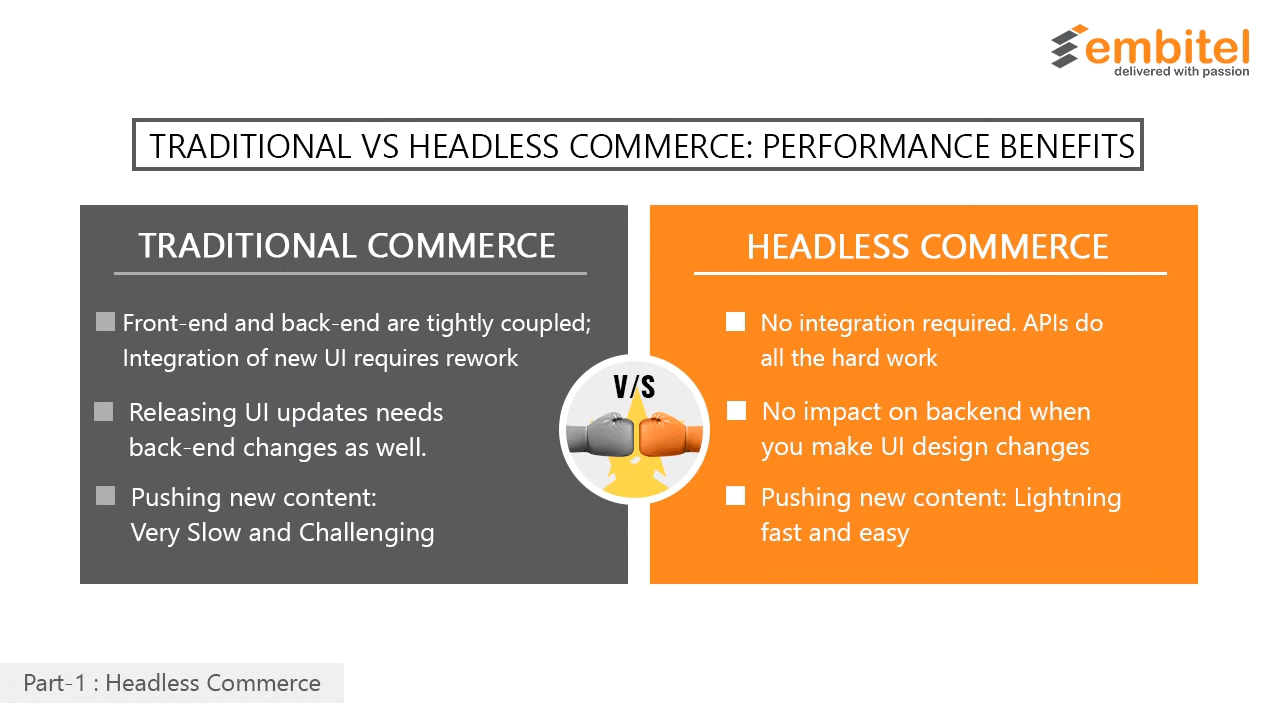 embitel
delivered with passion
TRADITIONAL VS HEADLESS COMMERCE: PERFORMANCE BENEFITS
TRADITIONAL COMMERCE
Front-end and back-end are tightly coupled;
Integration of new UI requires rework
Releasing UI updates needs
back-end changes as well.
Pushing new content:
Very Slow and Challenging
V/S
HEADLESS COMMERCE
No integration required. APIs do
all the hard work
No impact on backend when
you make UI design changes
Pushing new content: Lightning
fast and easy
Part-1 : Headless Commerce